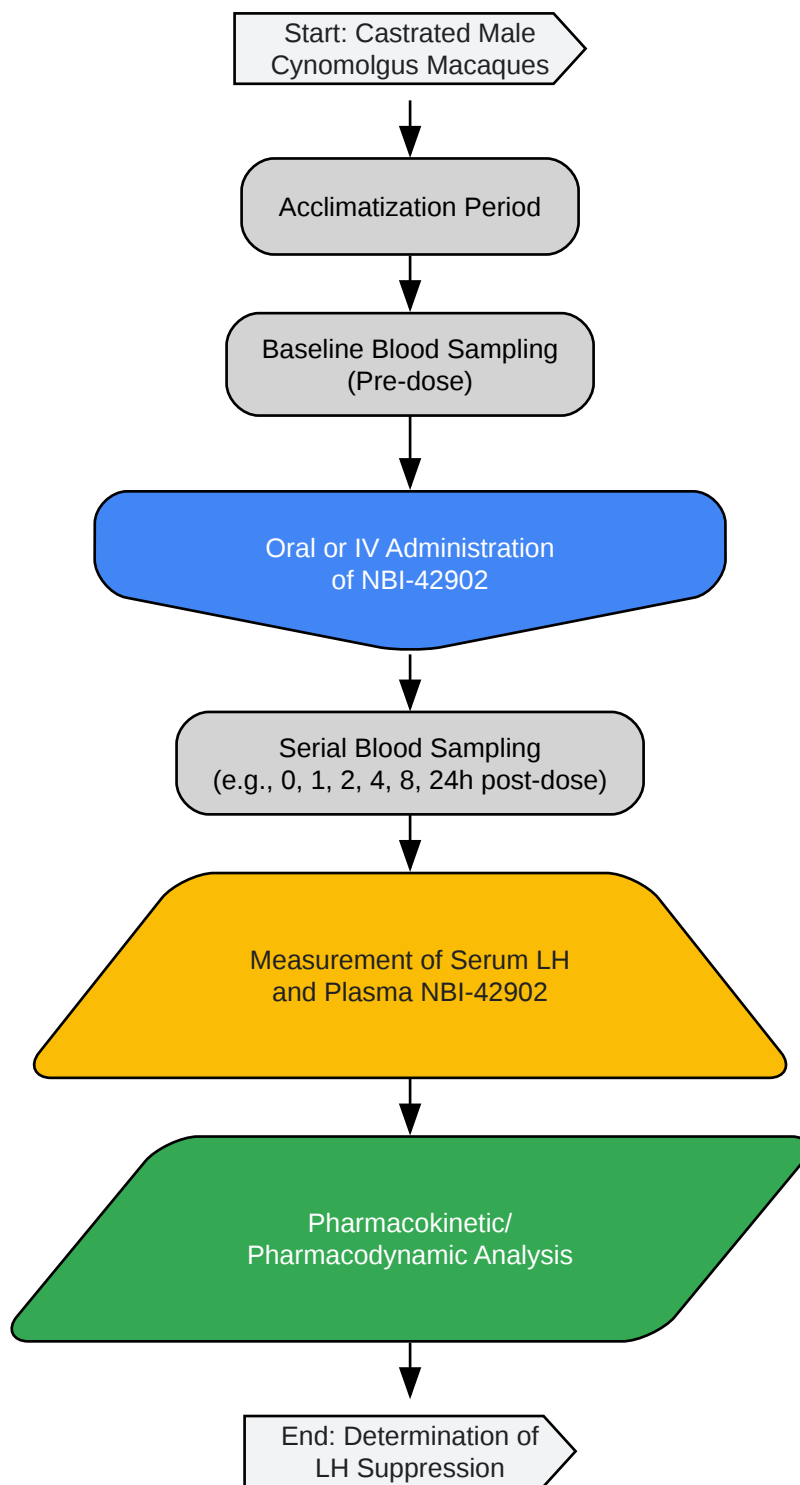 Start: Castrated Male
Cynomolgus Macaques
Acclimatization Period
Baseline Blood Sampling
(Pre-dose)
Oral or IV Administration
of NBI-42902
Serial Blood Sampling
(e.g., 0, 1, 2, 4, 8, 24h post-dose)
Measurement of Serum LH
and Plasma NBI-42902
Pharmacokinetic/
Pharmacodynamic Analysis
End: Determination of
LH Suppression